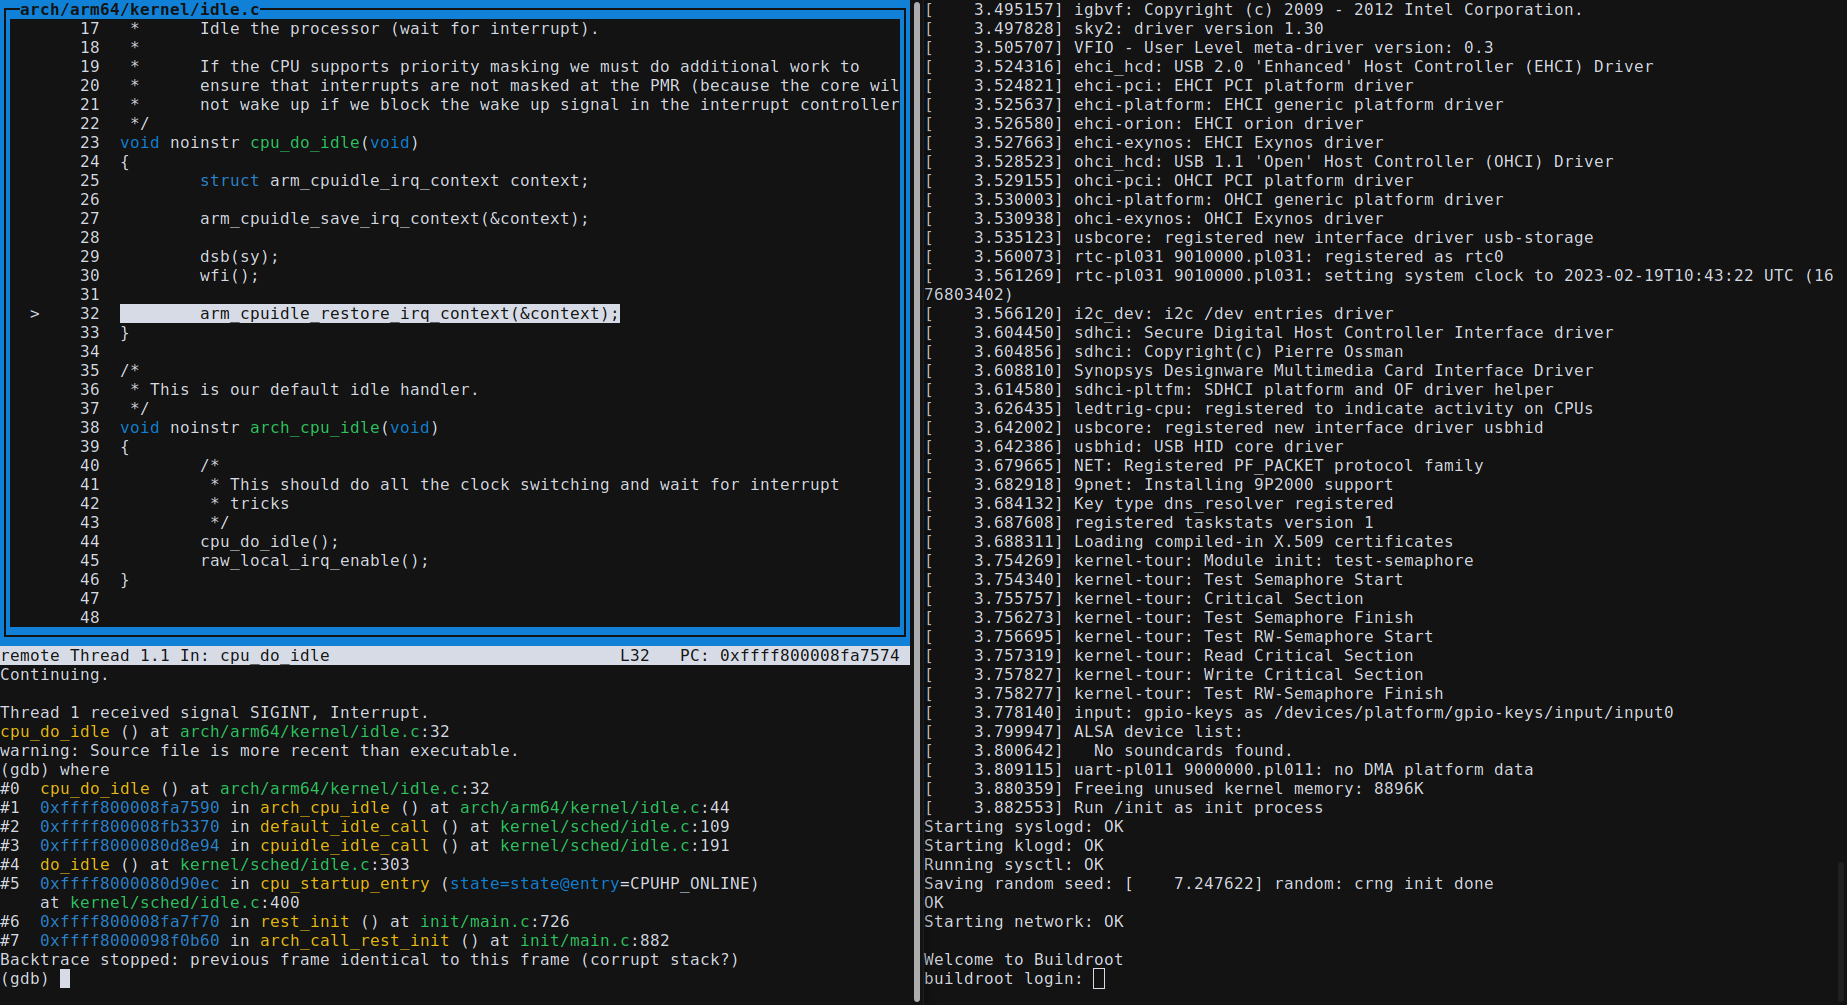 arch/arm64/kernel/idle.c
17   *      Idle the processor (wait for interrupt).
18   *
19   *      If the CPU supports priority masking we must do additional work to
20   *      ensure that interrupts are not masked at the PMR (because the core wil
21   *      not wake up if we block the wake up signal in the interrupt controller
22   */
23  void noinstr cpu_do_idle(void)
24  {
25          struct arm_cpuidle_irq_context context;
26
27          arm_cpuidle_save_irq_context(&context);
28
29          dsb(sy);
30          wfi();
31
>    32          arm_cpuidle_restore_irq_context(&context);
33  }
34
35  /*
36   * This is our default idle handler.
37   */
38  void noinstr arch_cpu_idle(void)
39  {
40          /*
41           * This should do all the clock switching and wait for interrupt
42           * tricks
43           */
44          cpu_do_idle();
45          raw_local_irq_enable();
46  }
47
48
remote Thread 1.1 In: cpu_do_idle                             L32   PC: 0xffff800008fa7574
Continuing.

Thread 1 received signal SIGINT, Interrupt.
cpu_do_idle () at arch/arm64/kernel/idle.c:32
warning: Source file is more recent than executable.
(gdb) where
#0  cpu_do_idle () at arch/arm64/kernel/idle.c:32
#1  0xffff800008fa7590 in arch_cpu_idle () at arch/arm64/kernel/idle.c:44
#2  0xffff800008fb3370 in default_idle_call () at kernel/sched/idle.c:109
#3  0xffff8000080d8e94 in cpuidle_idle_call () at kernel/sched/idle.c:191
#4  do_idle () at kernel/sched/idle.c:303
#5  0xffff8000080d90ec in cpu_startup_entry (state=state@entry=CPUHP_ONLINE)
    at kernel/sched/idle.c:400
#6  0xffff800008fa7f70 in rest_init () at init/main.c:726
#7  0xffff8000098f0b60 in arch_call_rest_init () at init/main.c:882
Backtrace stopped: previous frame identical to this frame (corrupt stack?)
(gdb)
[    3.495157] igbvf: Copyright (c) 2009 - 2012 Intel Corporation.
[    3.497828] sky2: driver version 1.30
[    3.505707] VFIO - User Level meta-driver version: 0.3
[    3.524316] ehci_hcd: USB 2.0 'Enhanced' Host Controller (EHCI) Driver
[    3.524821] ehci-pci: EHCI PCI platform driver
[    3.525637] ehci-platform: EHCI generic platform driver
[    3.526580] ehci-orion: EHCI orion driver
[    3.527663] ehci-exynos: EHCI Exynos driver
[    3.528523] ohci_hcd: USB 1.1 'Open' Host Controller (OHCI) Driver
[    3.529155] ohci-pci: OHCI PCI platform driver
[    3.530003] ohci-platform: OHCI generic platform driver
[    3.530938] ohci-exynos: OHCI Exynos driver
[    3.535123] usbcore: registered new interface driver usb-storage
[    3.560073] rtc-pl031 9010000.pl031: registered as rtc0
[    3.561269] rtc-pl031 9010000.pl031: setting system clock to 2023-02-19T10:43:22 UTC (16
76803402)
[    3.566120] i2c_dev: i2c /dev entries driver
[    3.604450] sdhci: Secure Digital Host Controller Interface driver
[    3.604856] sdhci: Copyright(c) Pierre Ossman
[    3.608810] Synopsys Designware Multimedia Card Interface Driver
[    3.614580] sdhci-pltfm: SDHCI platform and OF driver helper
[    3.626435] ledtrig-cpu: registered to indicate activity on CPUs
[    3.642002] usbcore: registered new interface driver usbhid
[    3.642386] usbhid: USB HID core driver
[    3.679665] NET: Registered PF_PACKET protocol family
[    3.682918] 9pnet: Installing 9P2000 support
[    3.684132] Key type dns_resolver registered
[    3.687608] registered taskstats version 1
[    3.688311] Loading compiled-in X.509 certificates
[    3.754269] kernel-tour: Module init: test-semaphore
[    3.754340] kernel-tour: Test Semaphore Start
[    3.755757] kernel-tour: Critical Section
[    3.756273] kernel-tour: Test Semaphore Finish
[    3.756695] kernel-tour: Test RW-Semaphore Start
[    3.757319] kernel-tour: Read Critical Section
[    3.757827] kernel-tour: Write Critical Section
[    3.758277] kernel-tour: Test RW-Semaphore Finish
[    3.778140] input: gpio-keys as /devices/platform/gpio-keys/input/input0
[    3.799947] ALSA device list:
[    3.800642]   No soundcards found.
[    3.809115] uart-pl011 9000000.pl011: no DMA platform data
[    3.880359] Freeing unused kernel memory: 8896K
[    3.882553] Run /init as init process
Starting syslogd: OK
Starting klogd: OK
Running sysctl: OK
Saving random seed: [    7.247622] random: crng init done
OK
Starting network: OK

Welcome to Buildroot
buildroot login: